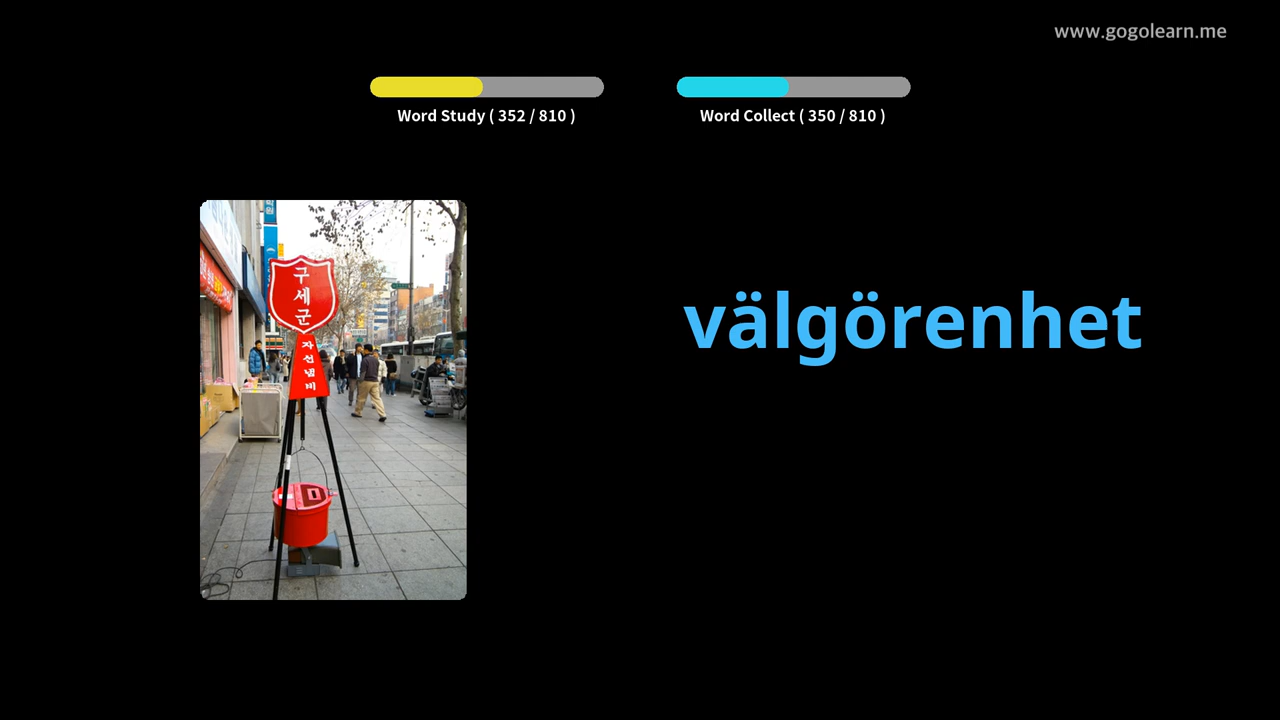 www.gogolearn.me
Word Study ( 352 / 810 )
Word Collect ( 350 / 810 )
välgörenhet
구세군
자선냄비